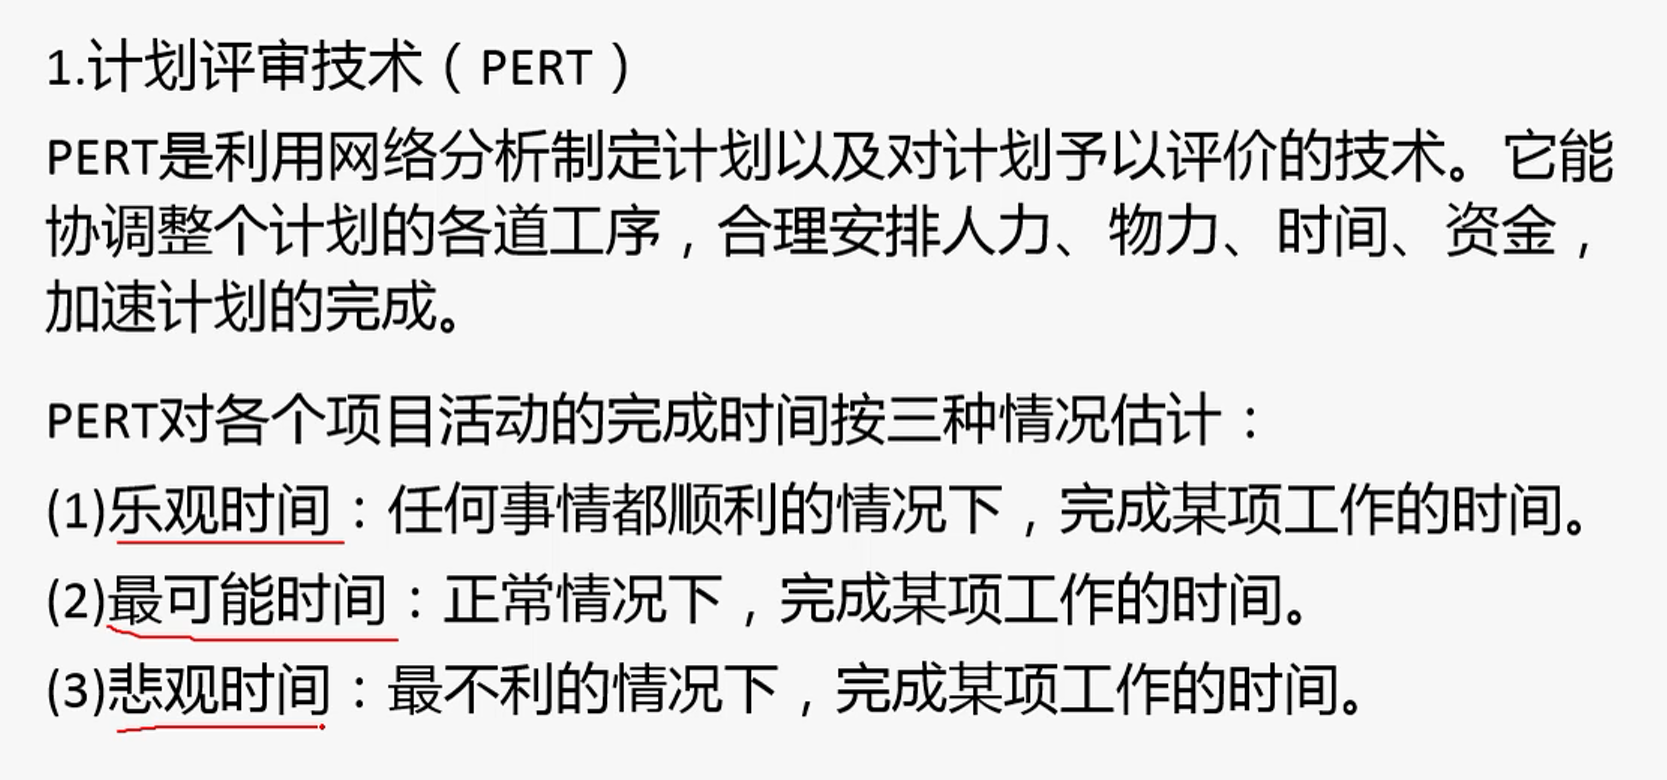 1.计划评审技术（PERT）
PERT是利用网络分析制定计划以及对计划予以评价的技术。它能
协调整个计划的各道工序，合理安排人力、物力、时间、资金，
加速计划的完成。
PERT对各个项目活动的完成时间按三种情况估计：
(1)乐观时间：任何事情都顺利的情况下，完成某项工作的时间。
(2)最可能时间：正常情况下，完成某项工作的时间。
(3)悲观时间：最不利的情况下，完成某项工作的时间。